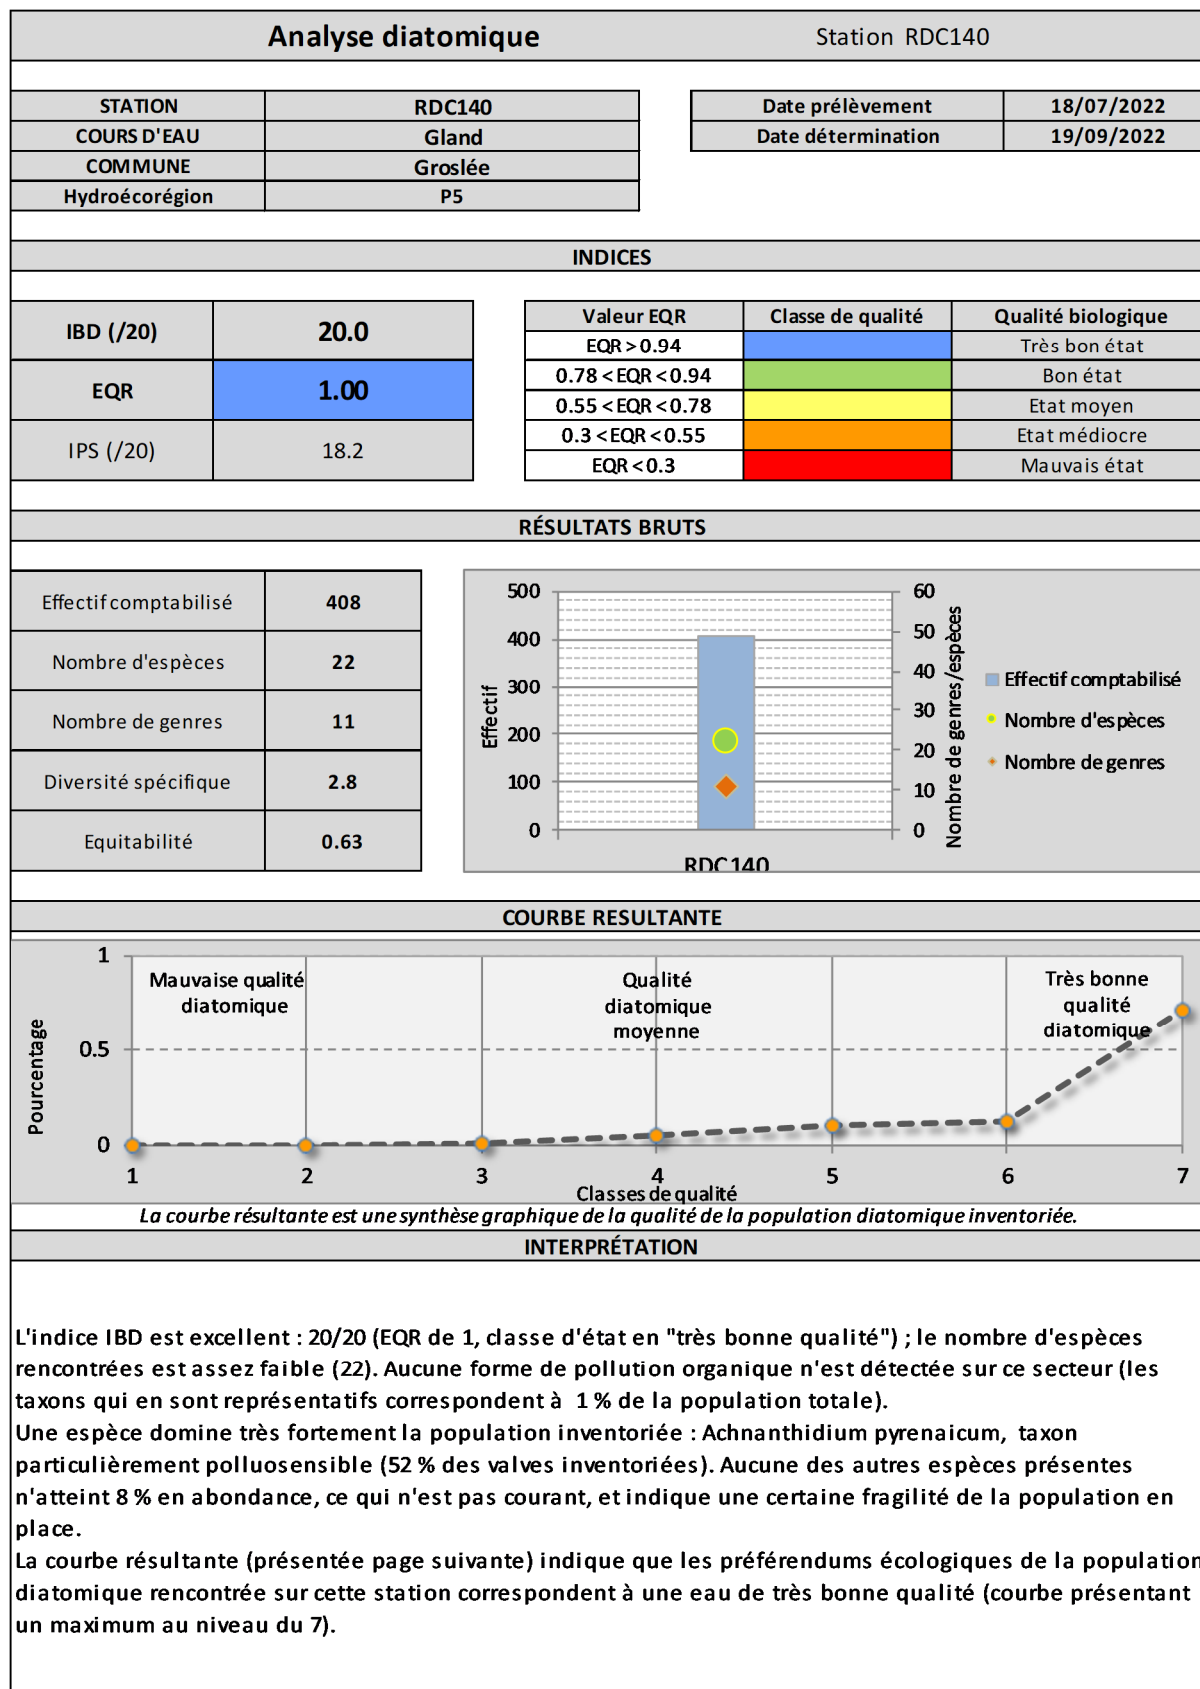 Analyse diatomique Station RDC140
STATION RDC140 Date prélèvement 18/07/2022
COURS D'EAU Gland Date détermination 19/09/2022
COMMUNE Groslée
Hydroécorégion P5
INDICES
IBD (/20) 20.0
EQR 1.00
IPS (/20) 18.2
Valeur EQR Classe de qualité Qualité biologique
EQR > 0.94 Très bon état
0.78 < EQR < 0.94 Bon état
0.55 < EQR < 0.78 Etat moyen
0.3 < EQR < 0.55 Etat médiocre
EQR < 0.3 Mauvais état
RÉSULTATS BRUTS
Effectif comptabilisé 408
Nombre d'espèces 22
Nombre de genres 11
Diversité spécifique 2.8
Equitabilité 0.63
Effectif
500
400
300
200
100
0
60
50
40
30
20
10
0
Nombre de genres/espèces
RDC140
Effectif comptabilisé
Nombre d'espèces
Nombre de genres
COURBE RESULTANTE
Pourcentage
1
0.5
0
Mauvaise qualité
diatomique
Qualité
diatomique
moyenne
Très bonne
qualité
diatomique
1 2 3 4 5 6 7
Classes de qualité
La courbe résultante est une synthèse graphique de la qualité de la population diatomique inventoriée.
INTERPRÉTATION
L'indice IBD est excellent : 20/20 (EQR de 1, classe d'état en "très bonne qualité") ; le nombre d'espèces
rencontrées est assez faible (22). Aucune forme de pollution organique n'est détectée sur ce secteur (les
taxons qui en sont représentatifs correspondent à 1 % de la population totale).
Une espèce domine très fortement la population inventoriée : Achnanthidium pyrenaicum, taxon
particulièrement polluosensible (52 % des valves inventoriées). Aucune des autres espèces présentes
n'atteint 8 % en abondance, ce qui n'est pas courant, et indique une certaine fragilité de la population en
place.
La courbe résultante (présentée page suivante) indique que les préférendums écologiques de la population
diatomique rencontrée sur cette station correspondent à une eau de très bonne qualité (courbe présentant
un maximum au niveau du 7).